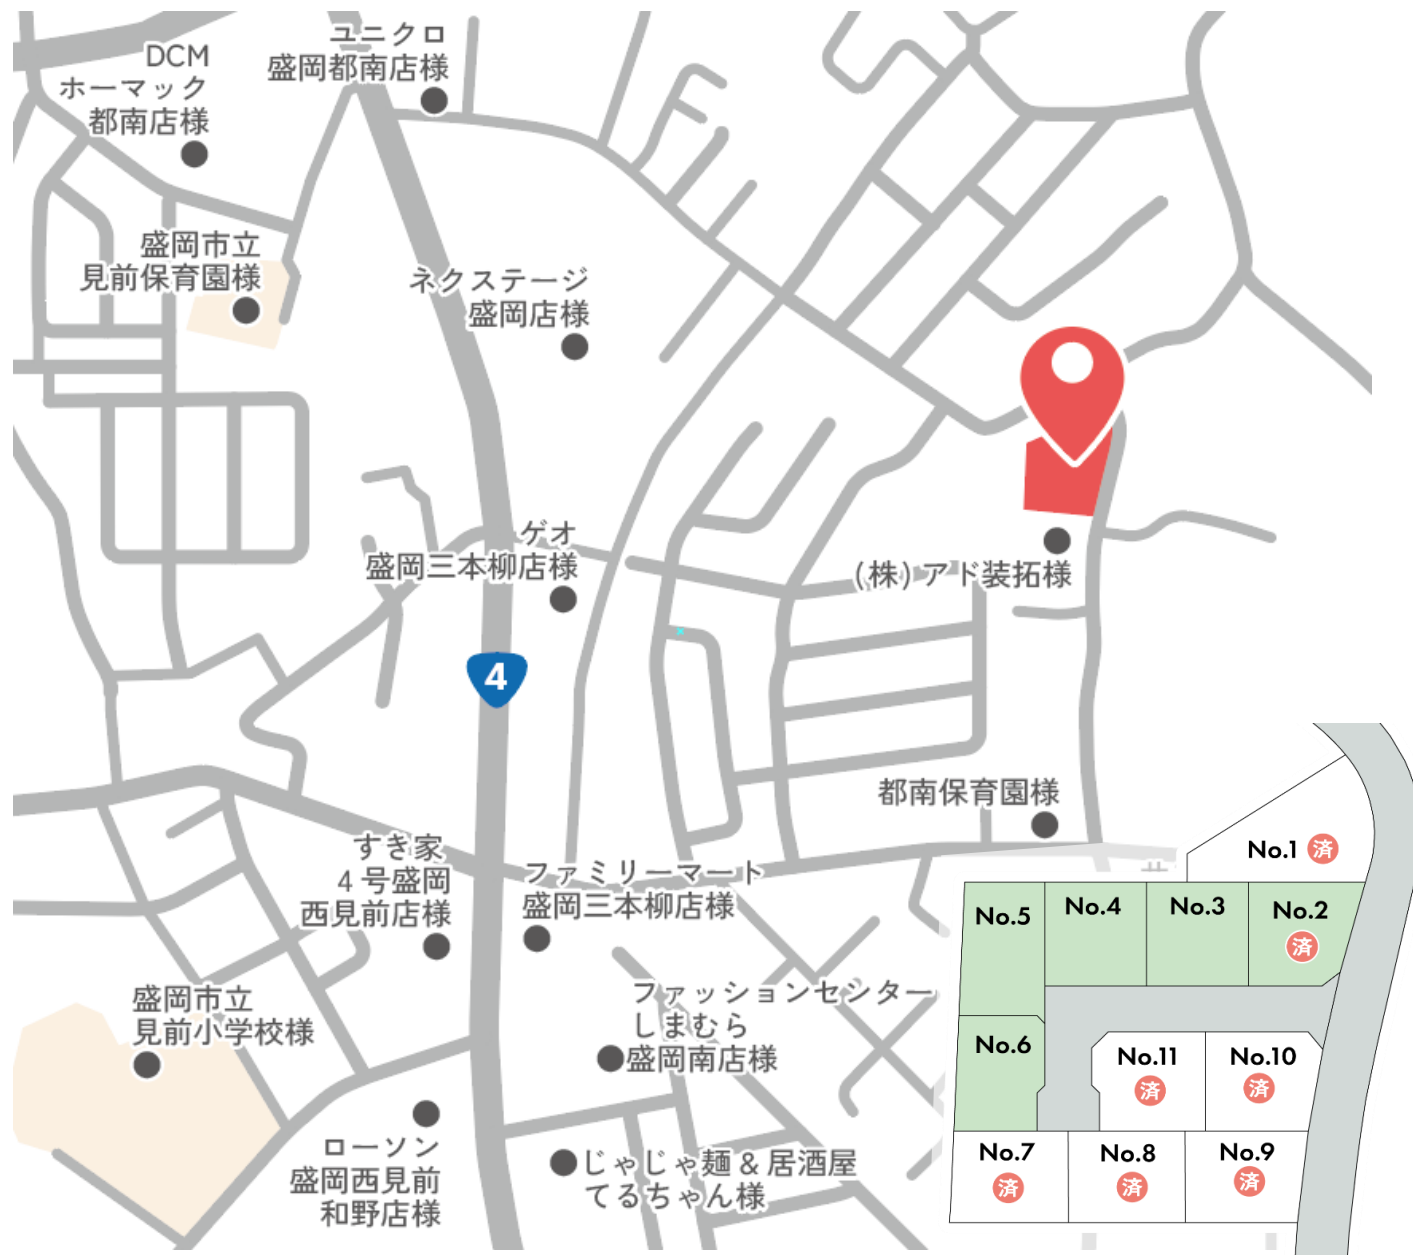 ユニクロ
盛岡都南店様
DCM
ホーマック
都南店様
盛岡市立
見前保育園様
ネクステージ
盛岡店様
ゲオ
盛岡三本柳店様
(株)アド装拓様
4
都南保育園様
すき家
4号盛岡
西見前店様
ファミリーマート
盛岡三本柳店様
盛岡市立
見前小学校様
ファッションセンター
しまむら
盛岡南店様
ローソン
盛岡西見前
和野店様
じゃじゃ麺&居酒屋
てるちゃん様
No.1 済
No.5
No.4
No.3
No.2
済
No.6
No.11
済
No.10
済
No.7
済
No.8
済
No.9
済